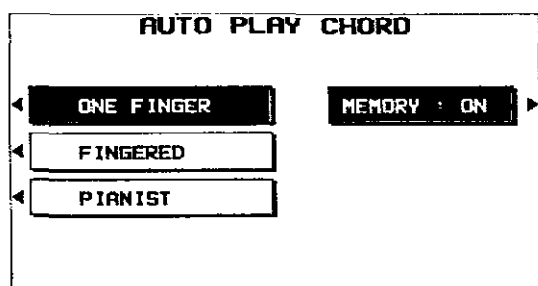 AUTO PLAY CHORD
ONE FINGER
MEMORY : ON
FINGERED
PIANIST